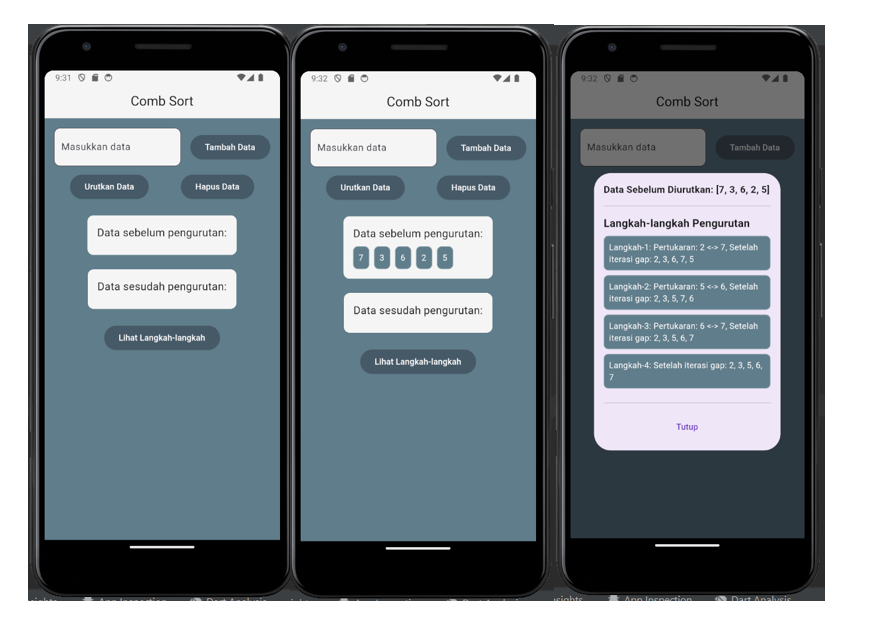 9:31
Comb Sort
Masukkan data
Tambah Data
Urutkan Data
Hapus Data
Data sebelum pengurutan:
Data sesudah pengurutan:
Lihat Langkah-langkah
9:32
Comb Sort
Masukkan data
Tambah Data
Urutkan Data
Hapus Data
Data sebelum pengurutan:
7 3 6 2 5
Data sesudah pengurutan:
Lihat Langkah-langkah
9:32
Comb Sort
Masukkan data
Tambah Data
Data Sebelum Diurutkan: [7, 3, 6, 2, 5]
Langkah-langkah Pengurutan
Langkah-1: Pertukaran: 2 <-> 7, Setelah
iterasi gap: 2, 3, 6, 7, 5
Langkah-2: Pertukaran: 5 <-> 6, Setelah
iterasi gap: 2, 3, 5, 7, 6
Langkah-3: Pertukaran: 6 <-> 7, Setelah
iterasi gap: 2, 3, 5, 6, 7
Langkah-4: Setelah iterasi gap: 2, 3, 5, 6,
7
Tutup
App Inspection
Dart Analysis